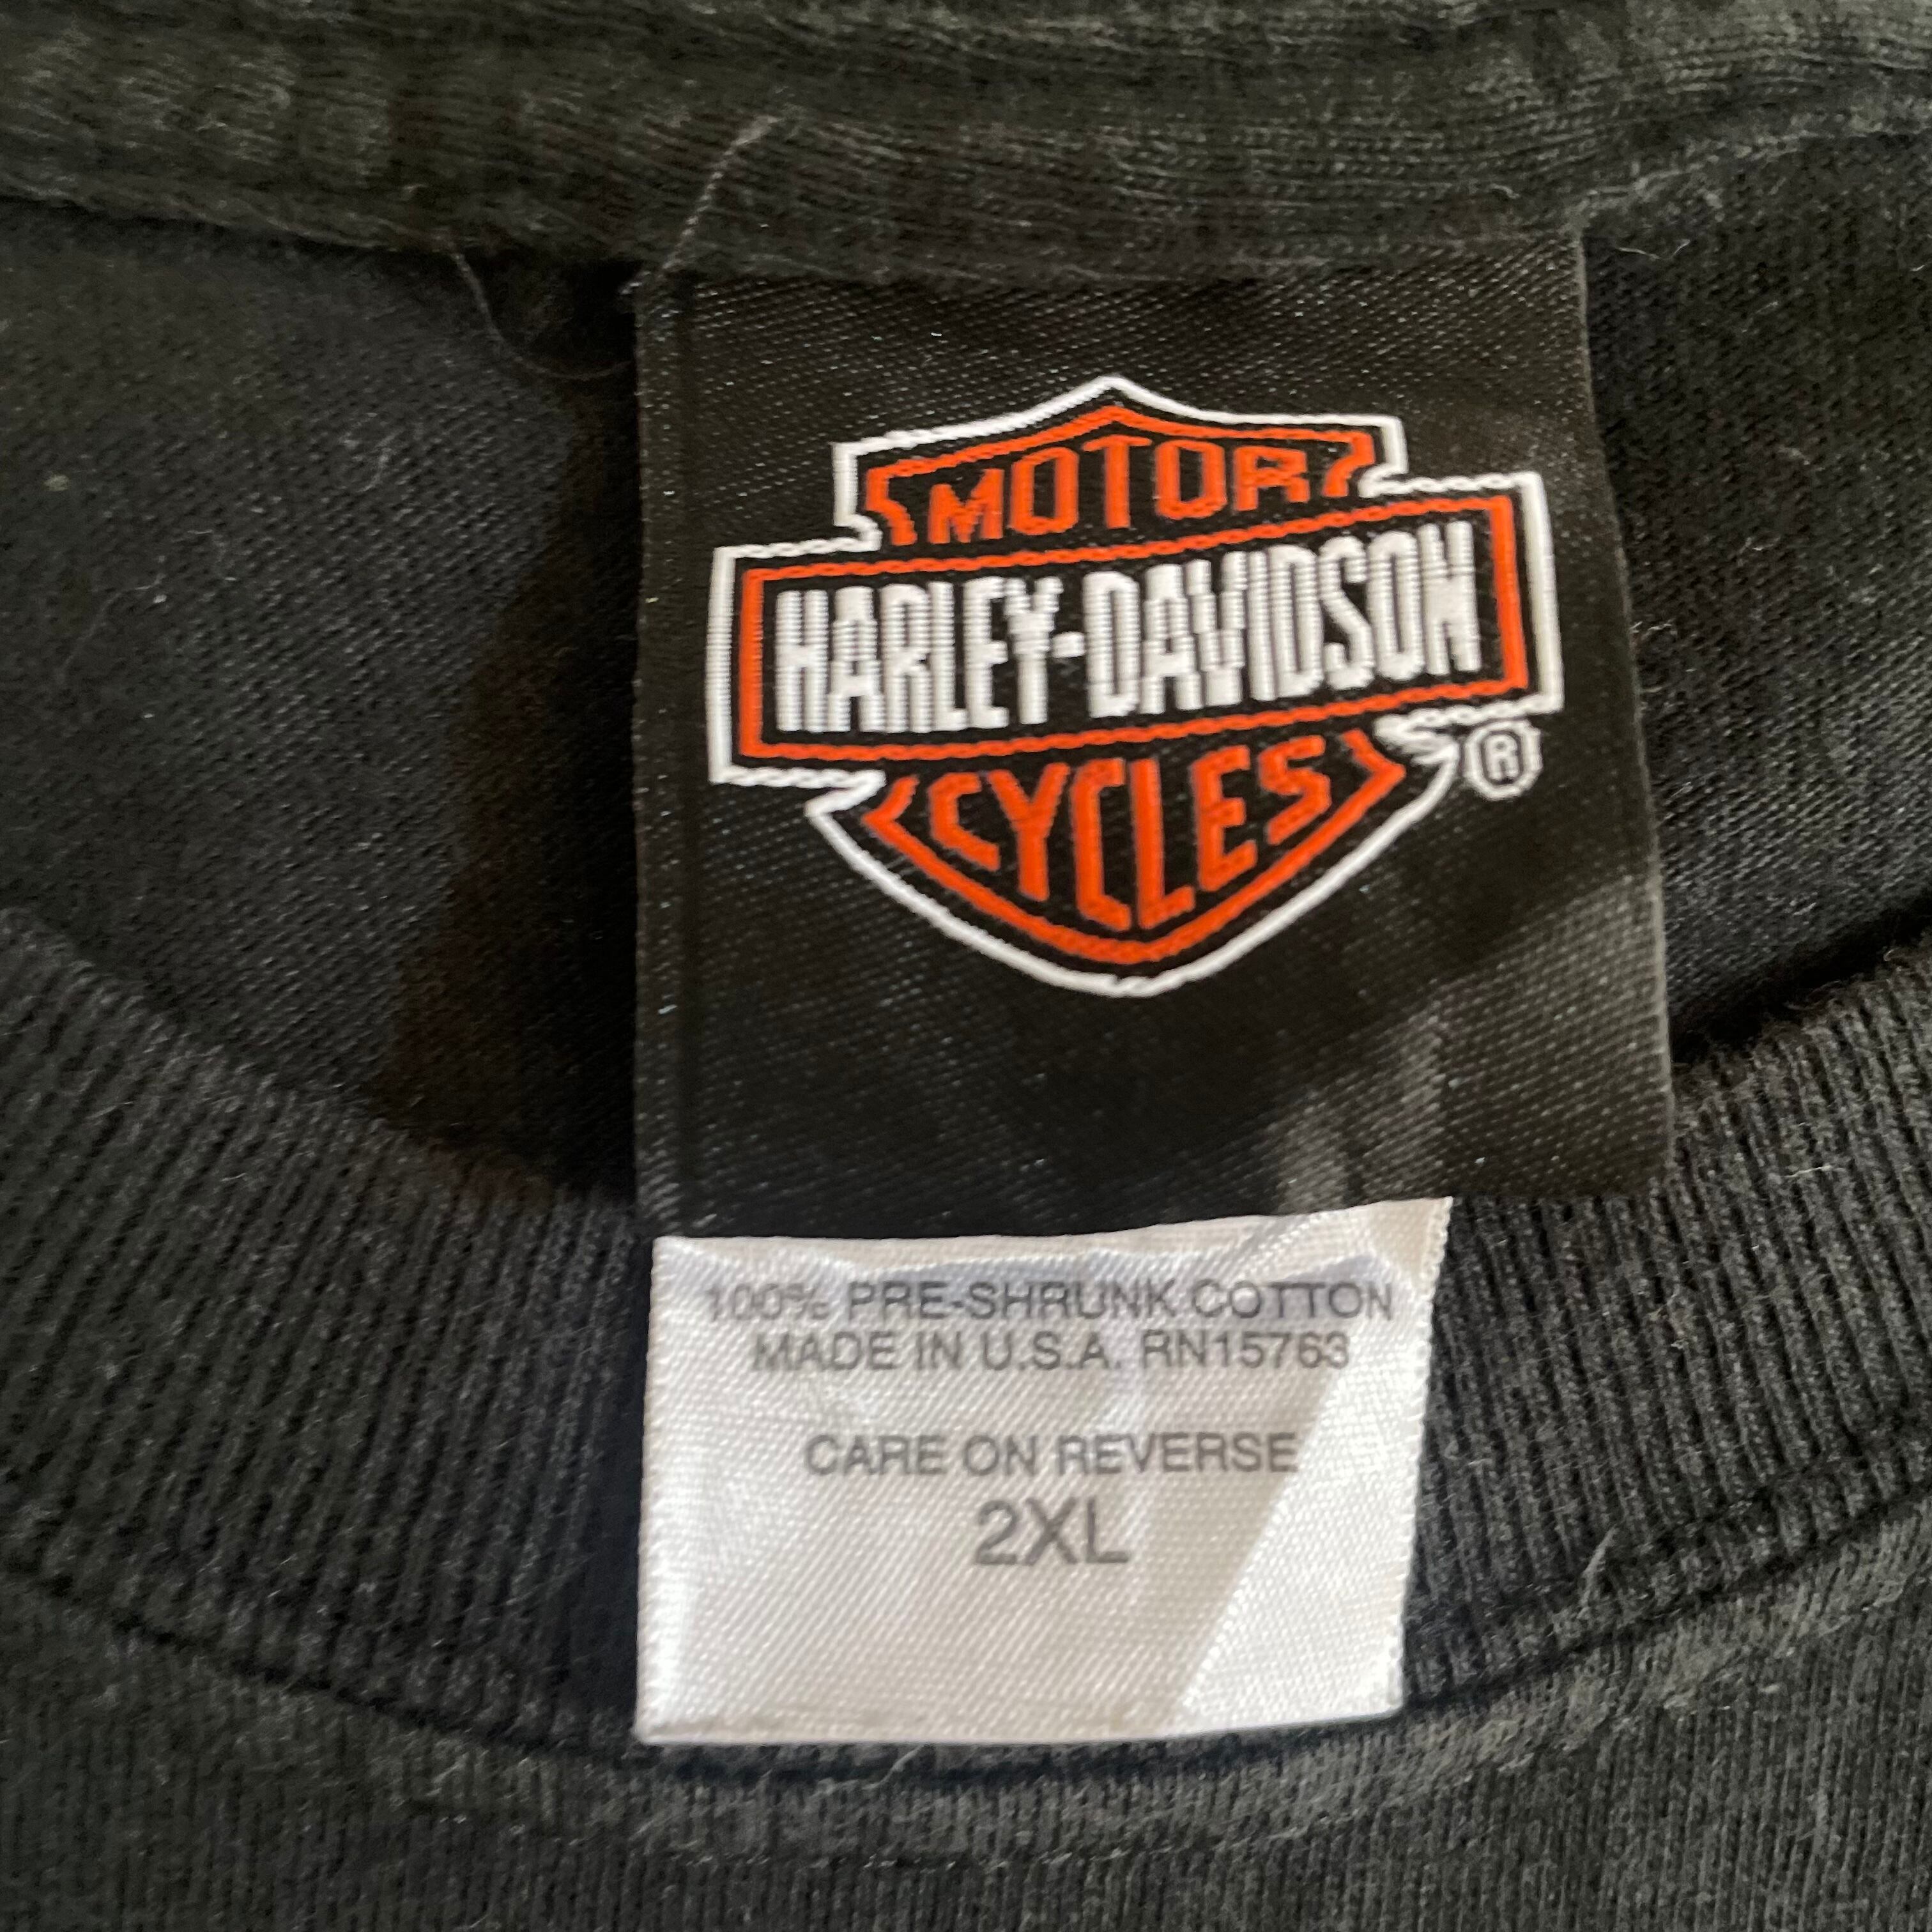 MOTOR
HARLEY-DAVIDSON
CYCLES
®
100% PRE-SHRUNK COTTON
MADE IN U.S.A. RN15763
CARE ON REVERSE
2XL